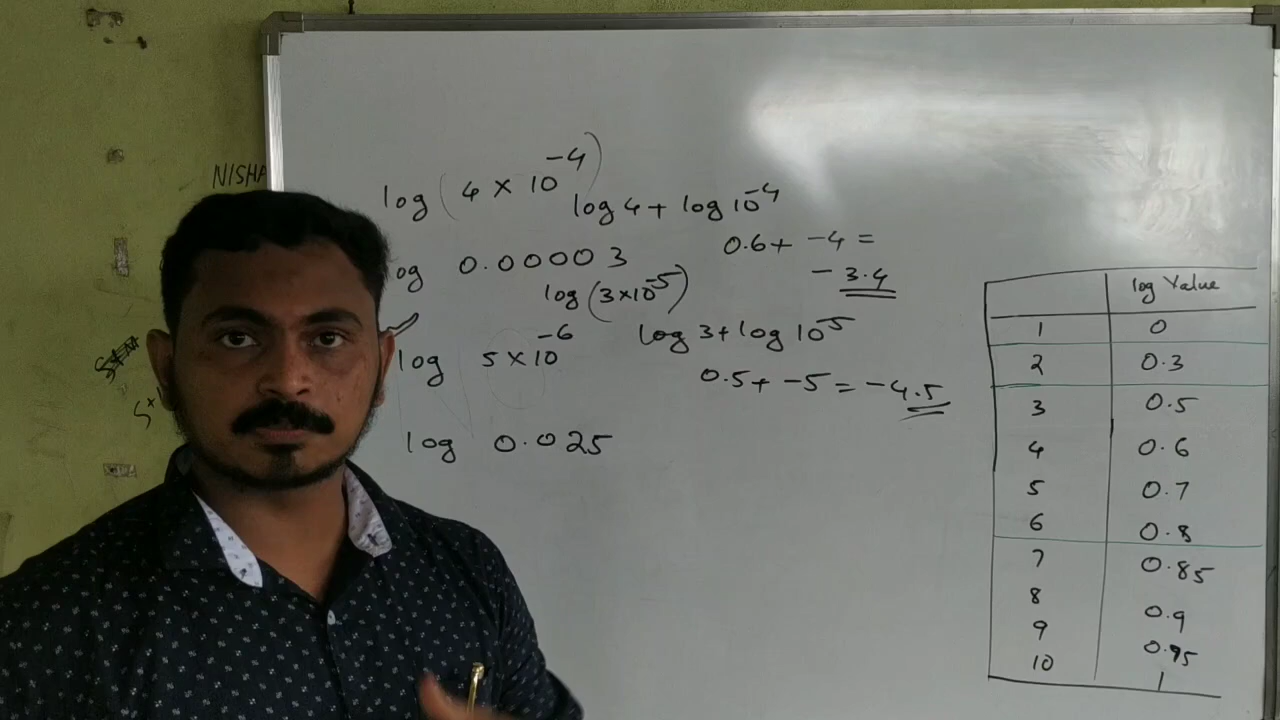 NISHA
log (4 × 10⁻⁴)
log 4 + log 10⁻⁴
0.6 + -4 =
-3.4
log 0.00003
log (3×10⁻⁵)
log 3 + log 10⁻⁵
0.5 + -5 = -4.5
log 5 × 10⁻⁶
log 0.025
log Value
1 0
2 0.3
3 0.5
4 0.6
5 0.7
6 0.8
7 0.85
8 0.9
9 0.95
10 1